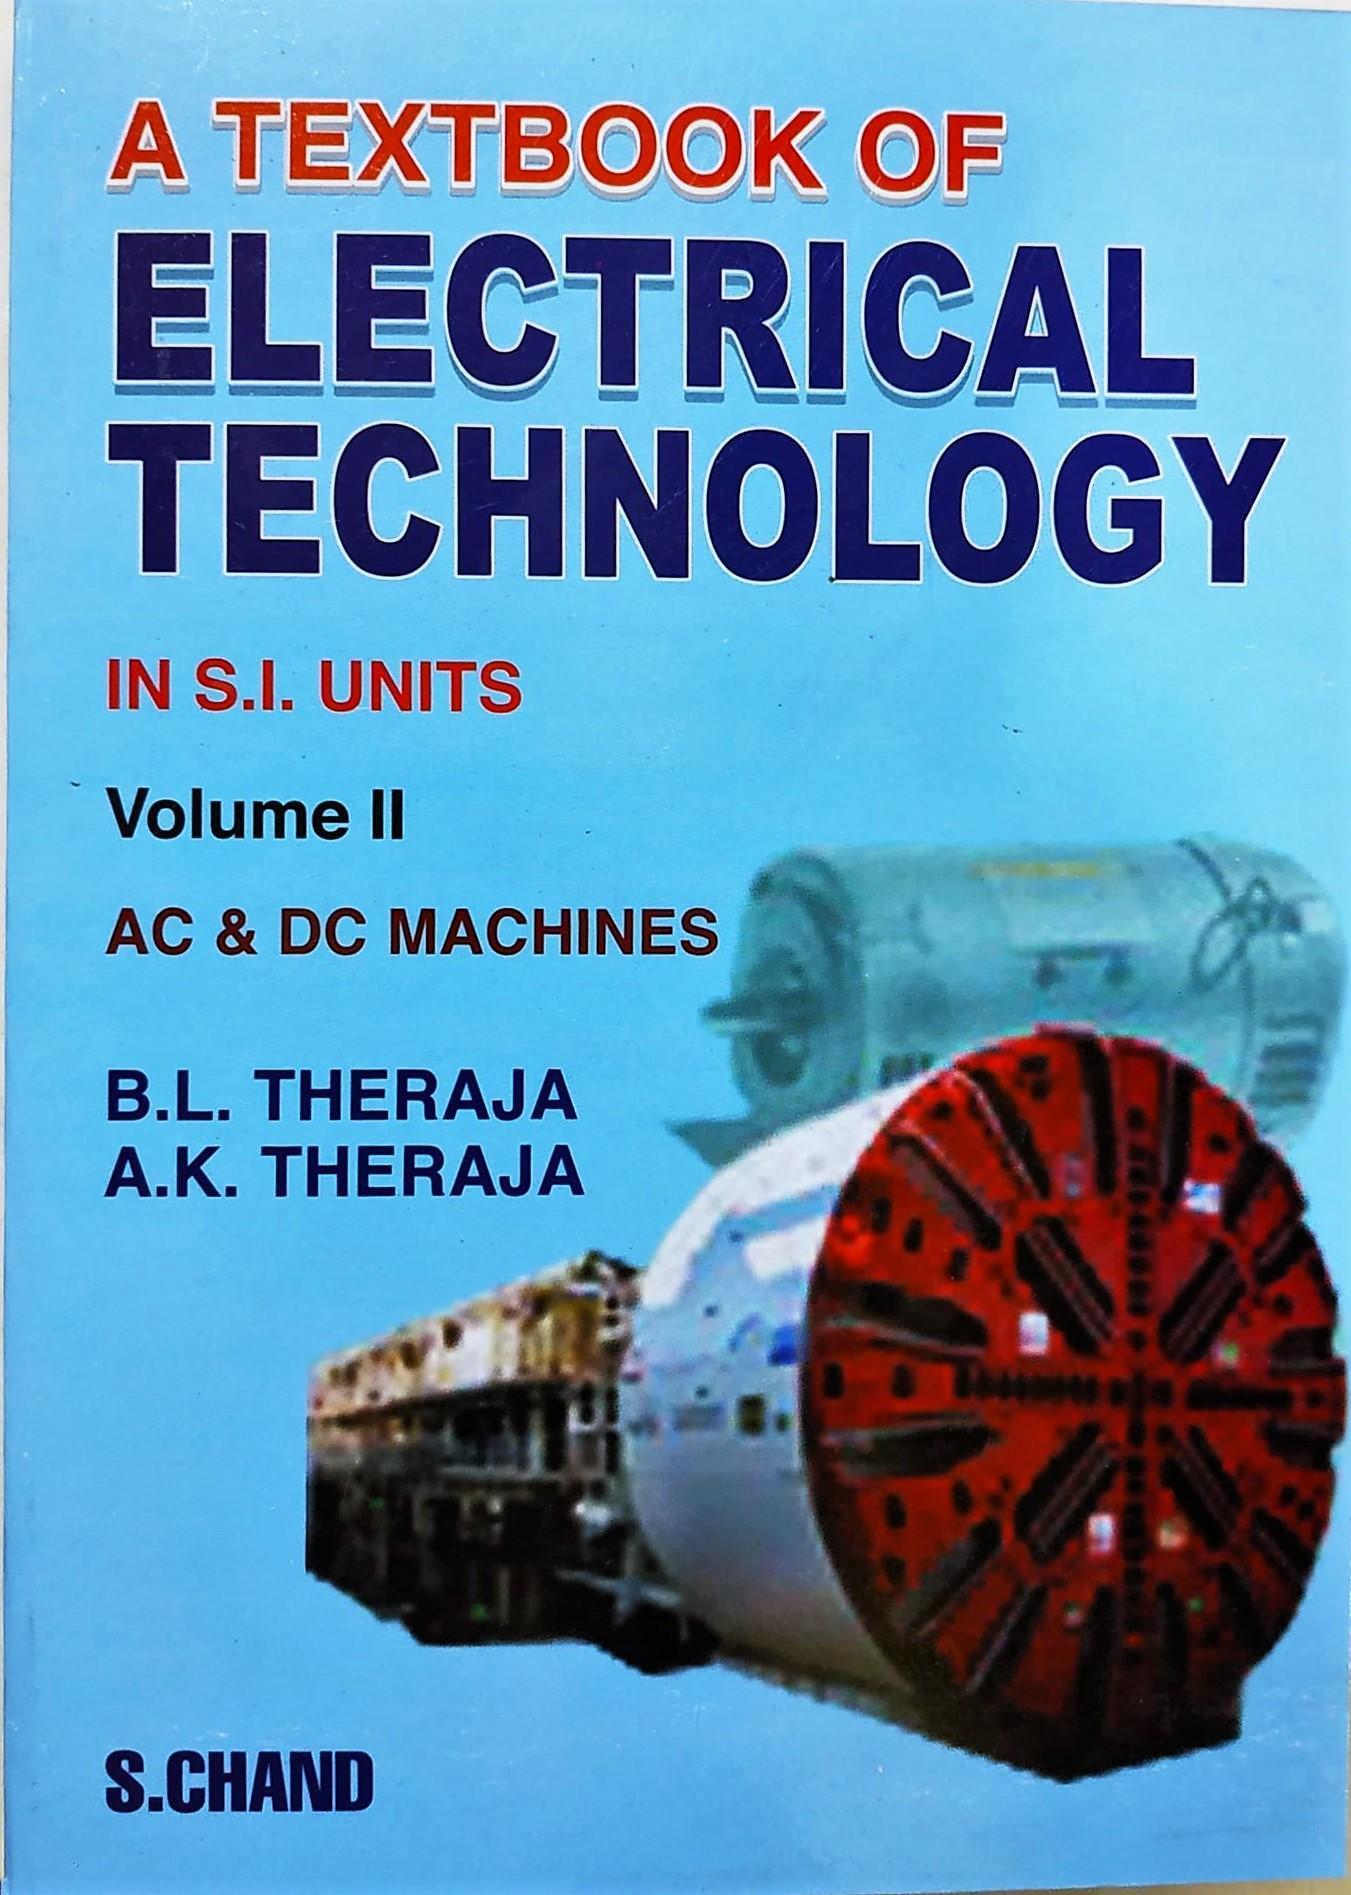 A TEXTBOOK OF
ELECTRICAL
TECHNOLOGY
IN S.I. UNITS
Volume II
AC & DC MACHINES
B.L. THERAJA
A.K. THERAJA
S.CHAND